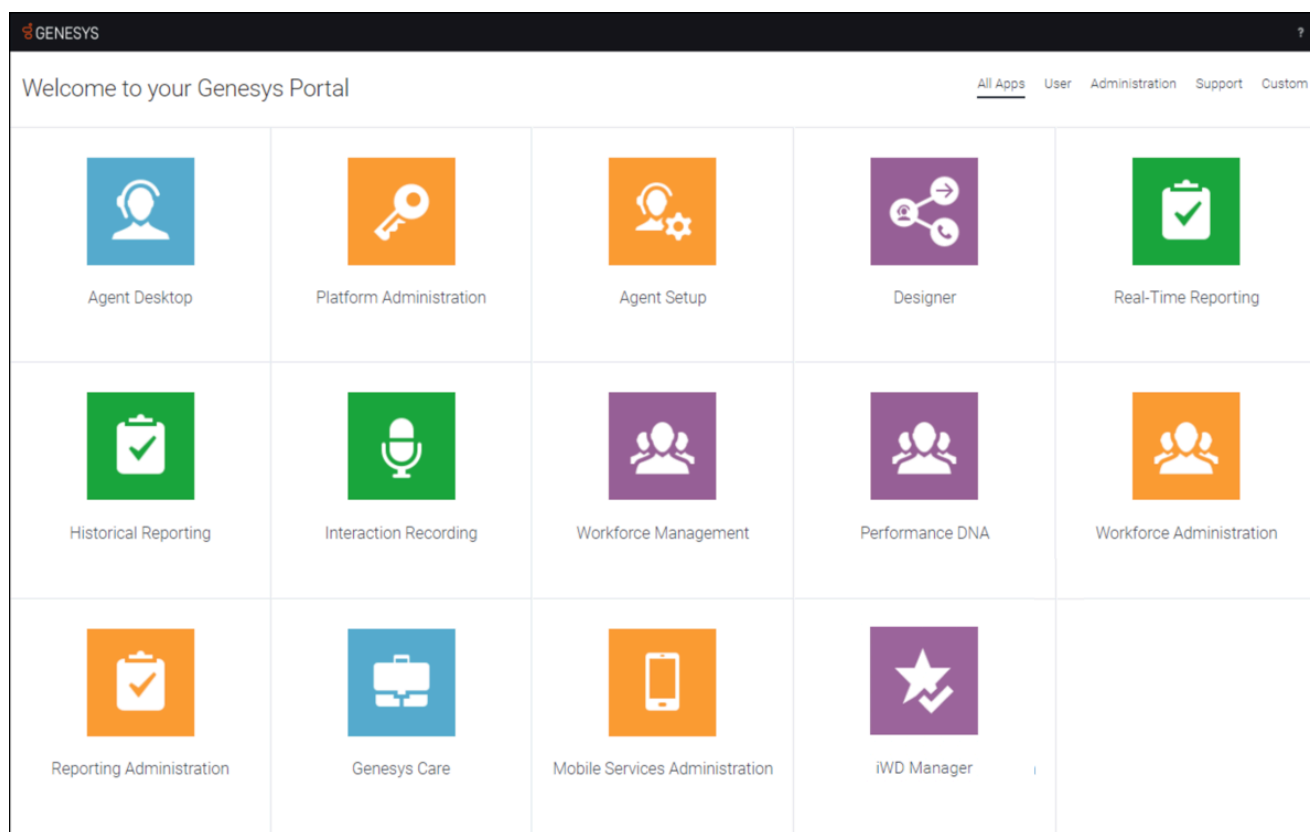 GENESYS ?
Welcome to your Genesys Portal
All Apps User Administration Support Custom
Agent Desktop
Platform Administration
Agent Setup
Designer
Real-Time Reporting
Historical Reporting
Interaction Recording
Workforce Management
Performance DNA
Workforce Administration
Reporting Administration
Genesys Care
Mobile Services Administration
iWD Manager